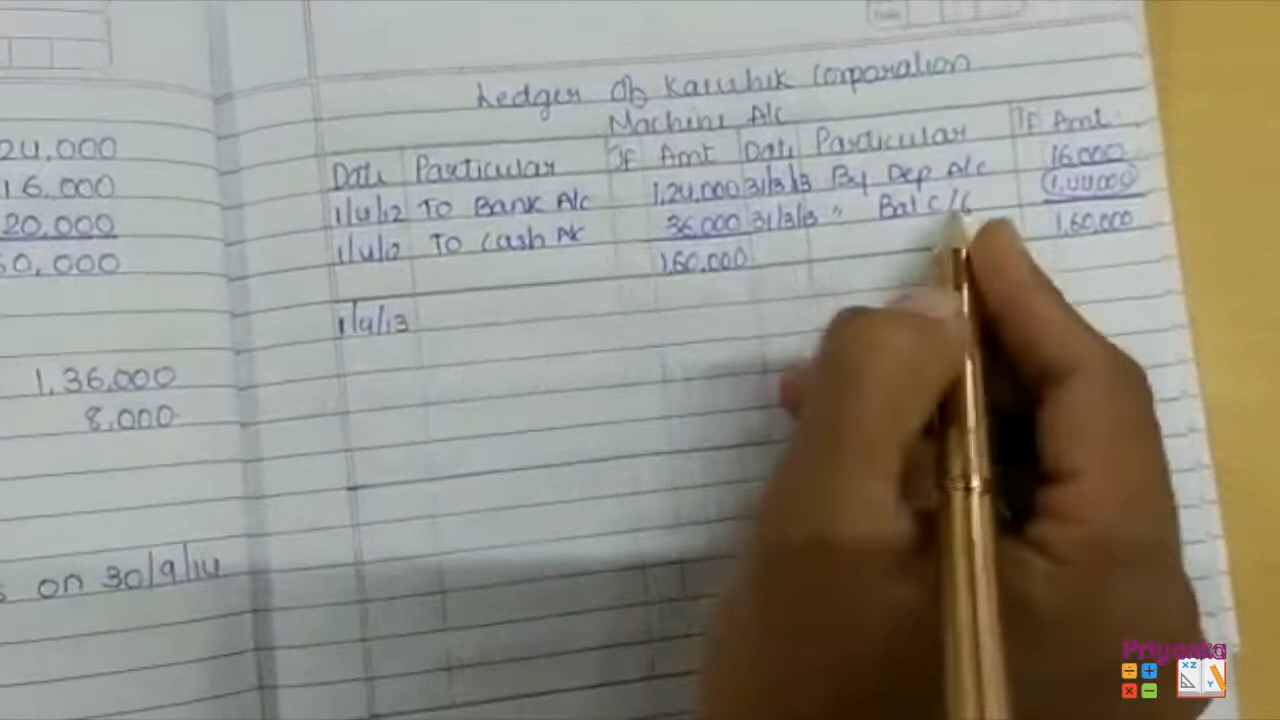 24,000
16,000
20,000
60,000
1,36,000
8,000
on 30/9/14
Ledger Of Kaushik Corporation
Machine A/c
Date Particular JF Amt Date Particular JF Amt
1/4/12 To Bank A/c 1,24,000 31/3/13 By Dep A/c 16,000
1/4/12 To Cash A/c 36,000 31/3/13 " Bal c/f 1,44,000
1,60,000 1,60,000
1/4/13
Priyanka